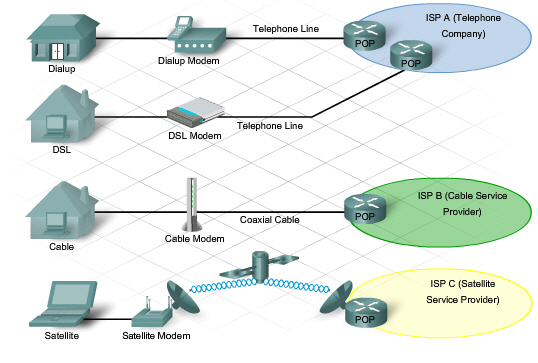 Telephone Line
ISP A (Telephone
Company)
POP
Dialup
Dialup Modem
POP
DSL
DSL Modem
Telephone Line
ISP B (Cable Service
Provider)
POP
Cable
Cable Modem
Coaxial Cable
ISP C (Satellite
Service Provider)
POP
Satellite
Satellite Modem